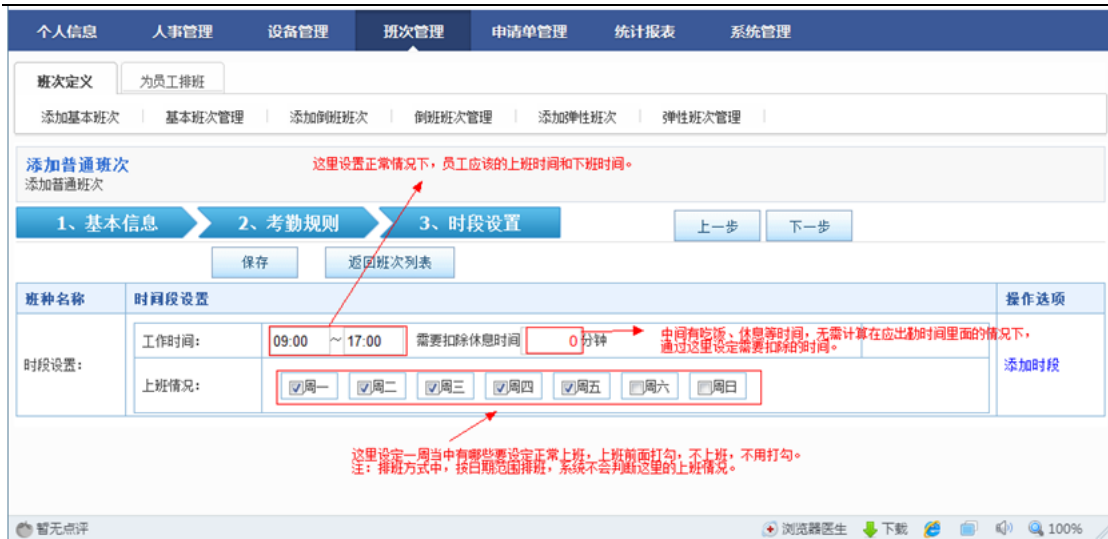 个人信息 人事管理 设备管理 班次管理 申请单管理 统计报表 系统管理
班次定义 为员工排班
添加基本班次 基本班次管理 添加倒班班次 倒班班次管理 添加弹性班次 弹性班次管理
添加普通班次
添加普通班次
这里设置正常情况下，员工应该的上班时间和下班时间。
1、基本信息 2、考勤规则 3、时段设置 上一步 下一步
保存 返回班次列表
班种名称 时间段设置 操作选项
时段设置：
工作时间： 09:00 ~ 17:00 需要扣除休息时间 0 分钟
中间有吃饭、休息等时间，无需计算在应出勤时间里面的情况下，
通过这里设定需要扣除的时间。
添加时段
上班情况： 周一 周二 周三 周四 周五 周六 周日
这里设定一周当中有哪些要设定正常上班，上班前面打勾，不上班，不用打勾。
注：排班方式中，按日期范围排班，系统不会判断这里的上班情况。
暂无点评 浏览器医生 下载 100%